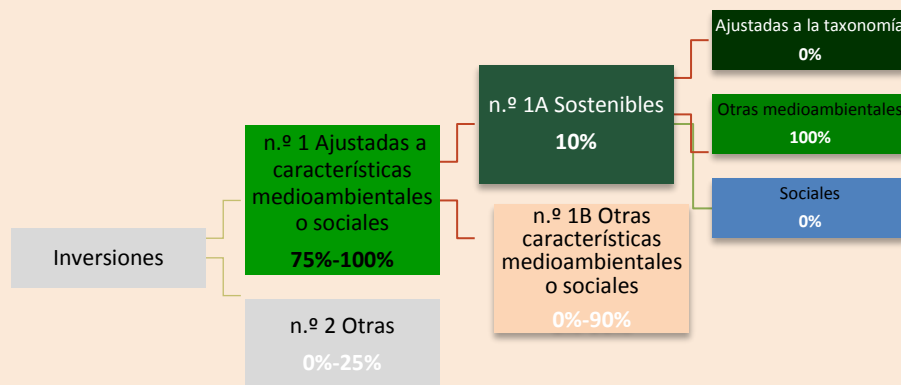 Inversiones
n.º 1 Ajustadas a
características
medioambientales
o sociales
75%-100%
n.º 2 Otras
0%-25%
n.º 1A Sostenibles
10%
n.º 1B Otras
características
medioambientales
o sociales
0%-90%
Ajustadas a la taxonomía
0%
Otras medioambientales
100%
Sociales
0%